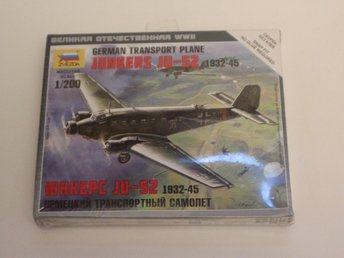 ВЕЛИКАЯ ОТЕЧЕСТВЕННАЯ WWII
ZVEZDA
GERMAN TRANSPORT PLANE
JUNKERS JU-52 1932-45
1/200
ЮНКЕРС JU-52 1932-45
НЕМЕЦКИЙ ТРАНСПОРТНЫЙ САМОЛЕТ